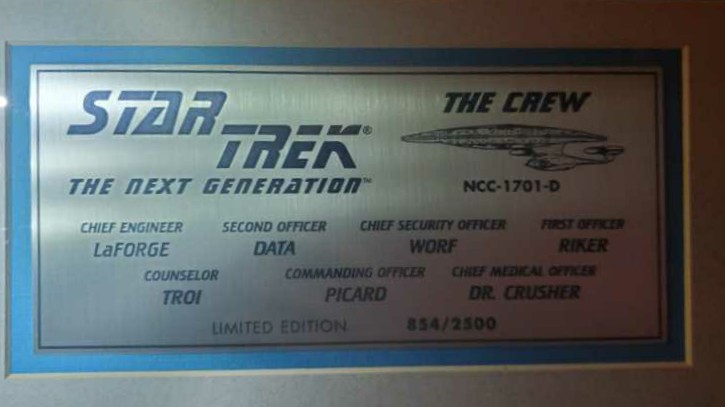 STAR TREK®
THE NEXT GENERATION™
THE CREW
NCC-1701-D
CHIEF ENGINEER
LaFORGE
SECOND OFFICER
DATA
CHIEF SECURITY OFFICER
WORF
FIRST OFFICER
RIKER
COUNSELOR
TROI
COMMANDING OFFICER
PICARD
CHIEF MEDICAL OFFICER
DR. CRUSHER
LIMITED EDITION 854/2500